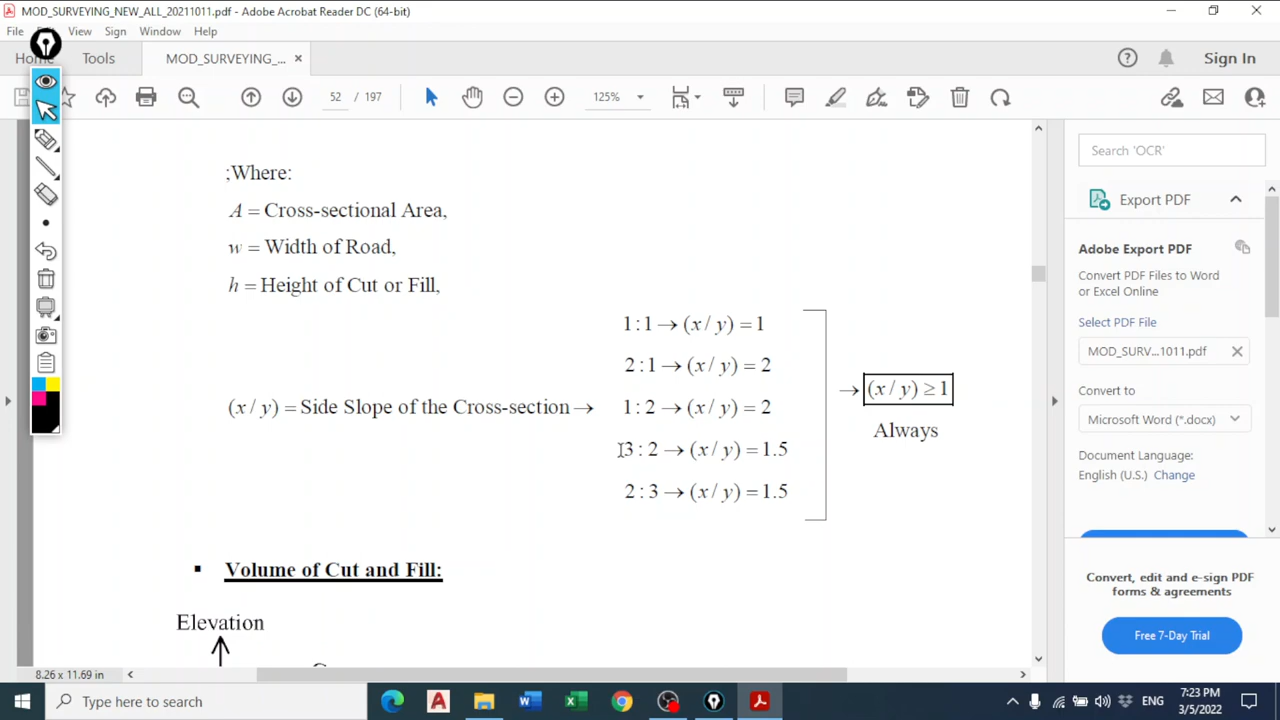 MOD_SURVEYING_NEW_ALL_20211011.pdf - Adobe Acrobat Reader DC (64-bit)
File View Sign Window Help
Tools MOD_SURVEYING_... Sign In
52 / 197 125%
Search 'OCR'
;Where:
A = Cross-sectional Area,
w = Width of Road,
h = Height of Cut or Fill,
1 : 1 → (x / y) = 1
2 : 1 → (x / y) = 2
(x / y) = Side Slope of the Cross-section → 1 : 2 → (x / y) = 2
3 : 2 → (x / y) = 1.5
2 : 3 → (x / y) = 1.5
→ (x / y) ≥ 1
Always
▪ Volume of Cut and Fill:
Elevation
8.26 x 11.69 in
Export PDF
Adobe Export PDF
Convert PDF Files to Word
or Excel Online
Select PDF File
MOD_SURV...1011.pdf
Convert to
Microsoft Word (*.docx)
Document Language:
English (U.S.) Change
Convert, edit and e-sign PDF
forms & agreements
Free 7-Day Trial
Type here to search
ENG
7:23 PM
3/5/2022